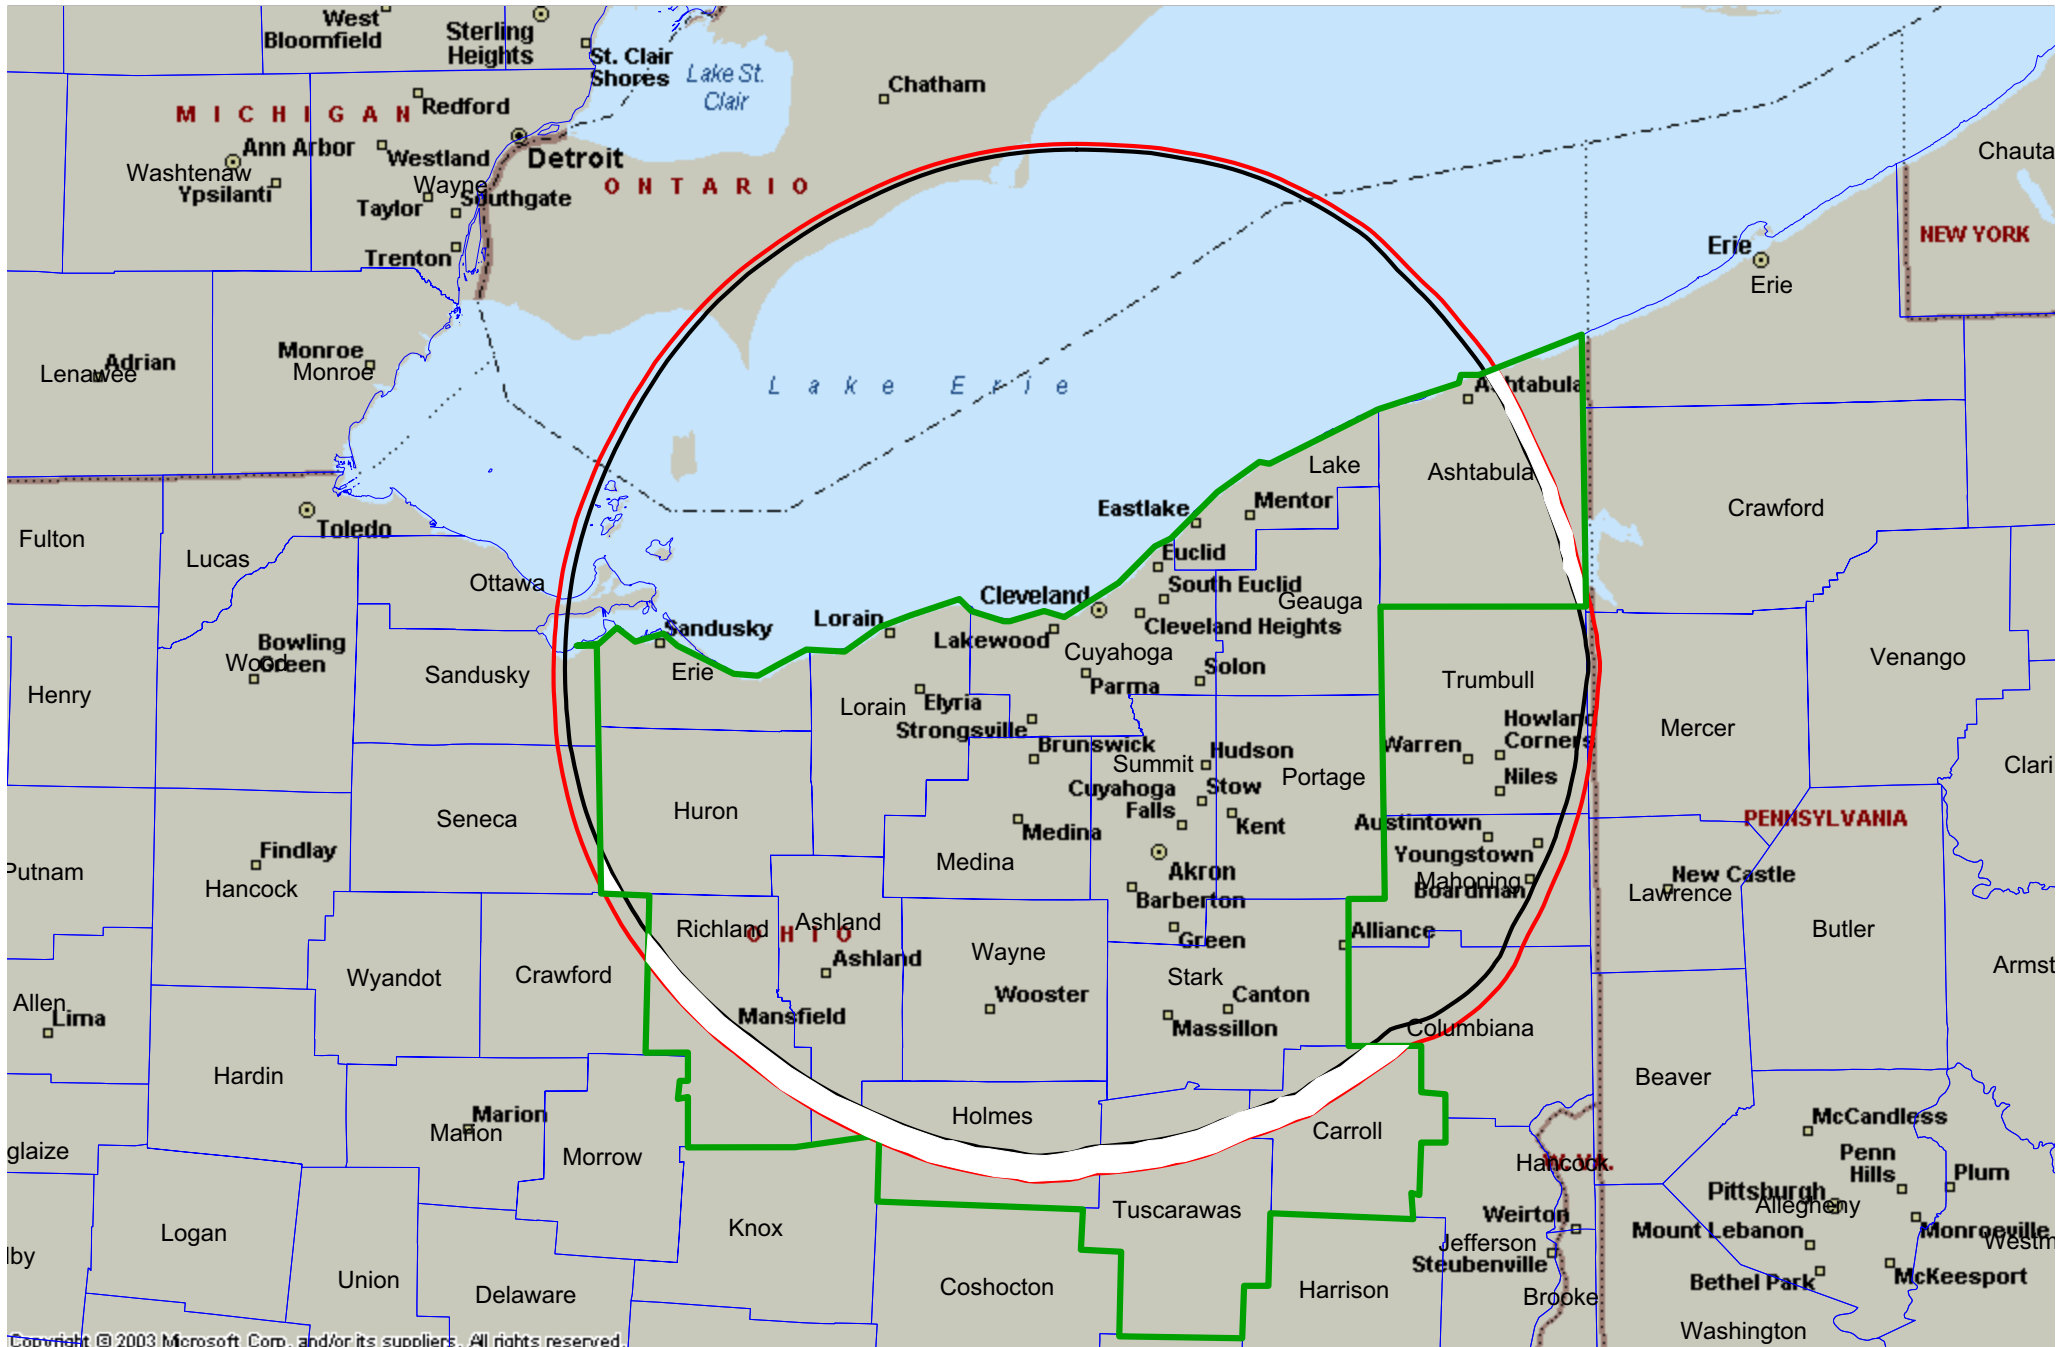 West
Bloomfield
Sterling
Heights
St. Clair
Shores
Lake St.
Clair
Chatham
MICHIGAN
Redford
Ann Arbor
Westland
Detroit
Washtenaw
Ypsilanti
Wayne
Taylor
Southgate
ONTARIO
Trenton
Chauta
NEW YORK
Erie
Erie
Adrian
Lenawee
Monroe
Monroe
Lake Erie
Ashtabula
Lake
Ashtabula
Eastlake
Mentor
Crawford
Toledo
Fulton
Lucas
Ottawa
Euclid
South Euclid
Cleveland
Geauga
Lorain
Lakewood
Cleveland Heights
Sandusky
Bowling
Green
Wood
Sandusky
Erie
Cuyahoga
Solon
Parma
Trumbull
Venango
Henry
Lorain
Elyria
Strongsville
Howland
Corners
Mercer
Brunswick
Warren
Hudson
Summit
Portage
Niles
Clari
Cuyahoga
Falls
Stow
Kent
Huron
Seneca
Medina
Austintown
PENNSYLVANIA
Youngstown
Findlay
Hancock
Putnam
Medina
Akron
Mahoning
Boardman
New Castle
Lawrence
Barberton
Richland
Ashland
OHIO
Green
Alliance
Butler
Ashland
Wayne
Wyandot
Crawford
Stark
Armst
Allen
Lima
Wooster
Canton
Mansfield
Massillon
Columbiana
Hardin
Beaver
Marion
Marion
Holmes
Carroll
McCandless
glaize
Morrow
Hancock
W.VA.
Penn
Hills
Plum
Pittsburgh
Allegheny
Logan
Knox
Tuscarawas
Weirton
Mount Lebanon
Monroeville
Westm
lby
Jefferson
Steubenville
Union
Delaware
Coshocton
Harrison
Brooke
Bethel Park
McKeesport
Washington
Copyright © 2003 Microsoft Corp. and/or its suppliers. All rights reserved.